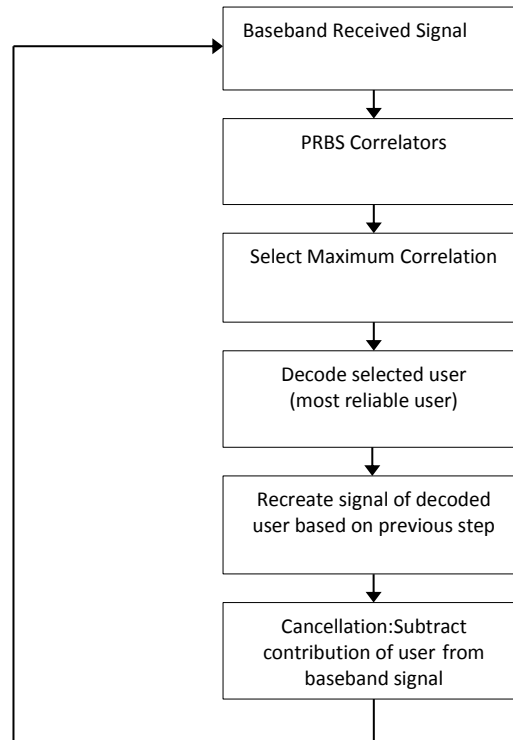 Baseband Received Signal
PRBS Correlators
Select Maximum Correlation
Decode selected user
(most reliable user)
Recreate signal of decoded
user based on previous step
Cancellation:Subtract
contribution of user from
baseband signal